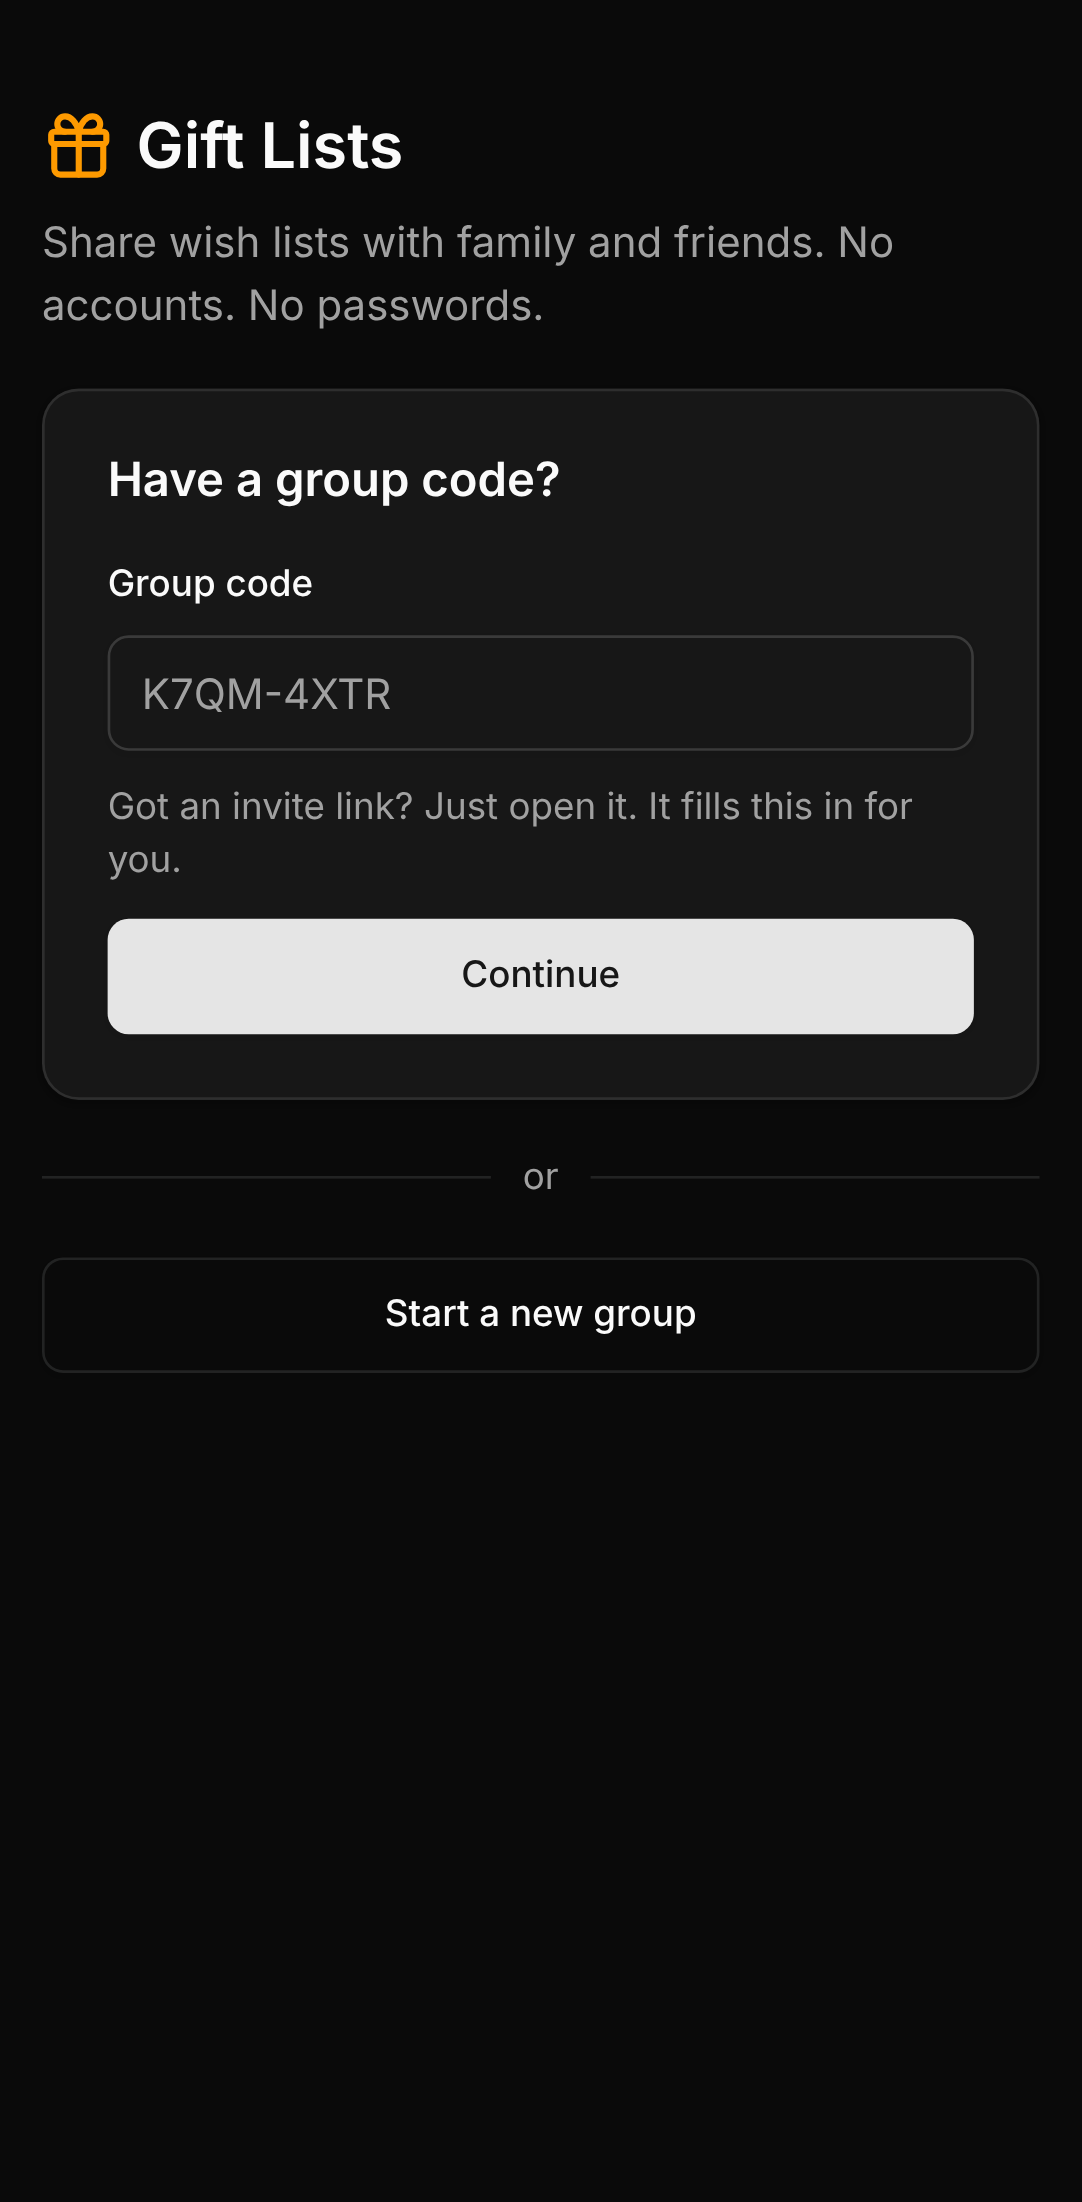 Gift Lists
Share wish lists with family and friends. No
accounts. No passwords.
Have a group code?
Group code
K7QM-4XTR
Got an invite link? Just open it. It fills this in for
you.
Continue
or
Start a new group